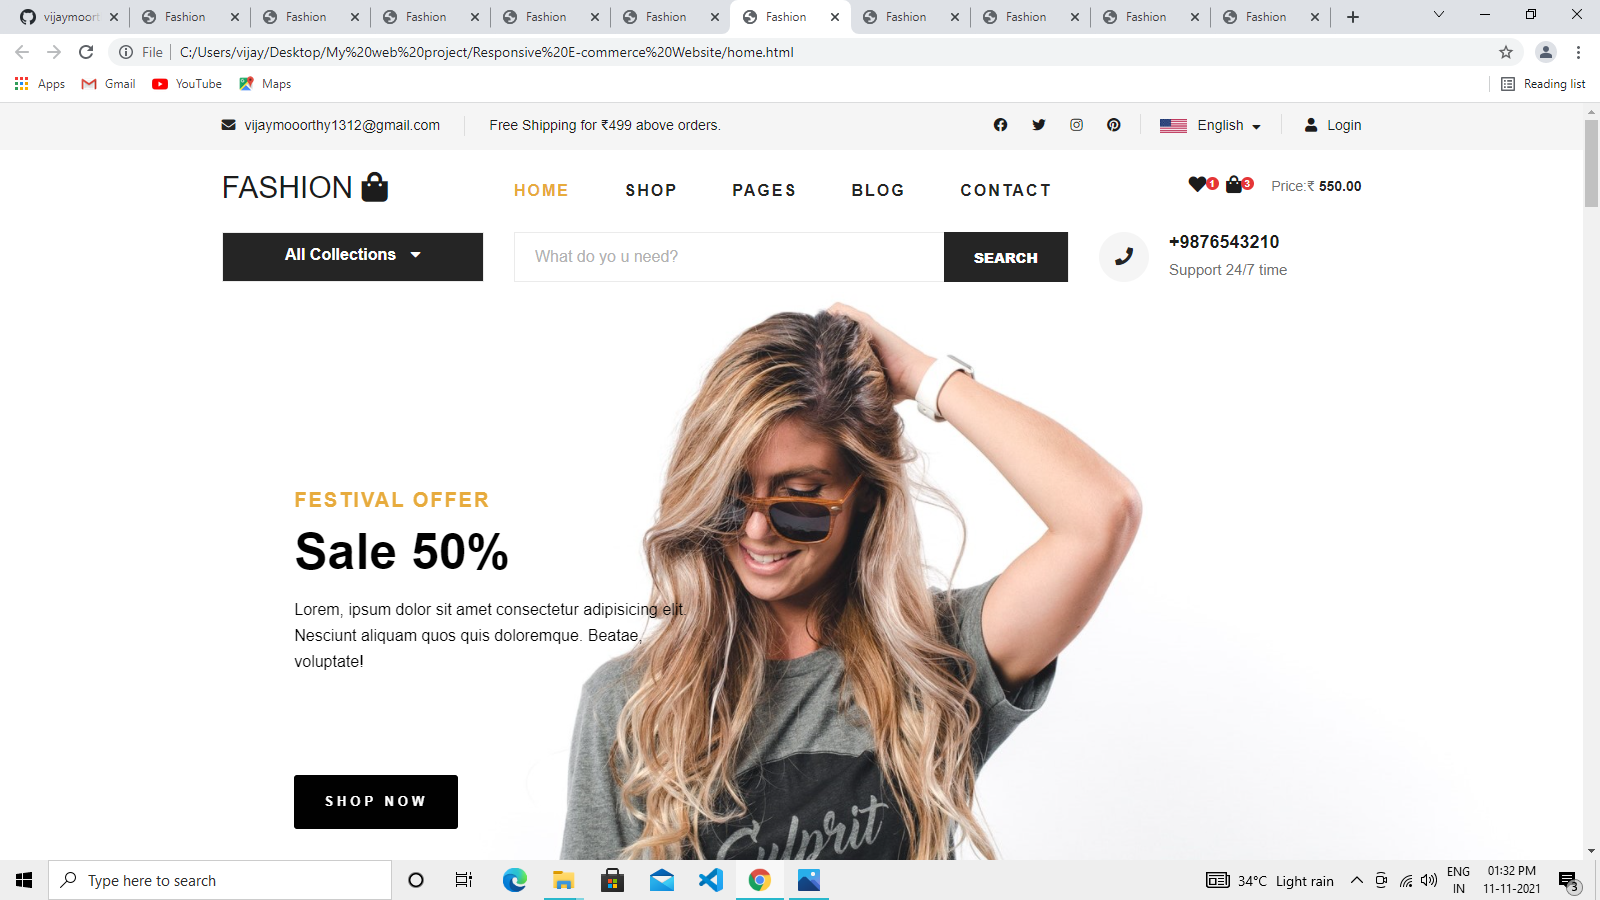 vijaymoort
Fashion
Fashion
Fashion
Fashion
Fashion
Fashion
Fashion
Fashion
Fashion
Fashion
File
C:/Users/vijay/Desktop/My%20web%20project/Responsive%20E-commerce%20Website/home.html
Apps
Gmail
YouTube
Maps
Reading list
vijaymooorthy1312@gmail.com
Free Shipping for ₹499 above orders.
English
Login
FASHION
HOME
SHOP
PAGES
BLOG
CONTACT
1
3
Price:₹ 550.00
All Collections
What do yo u need?
SEARCH
+9876543210
Support 24/7 time
FESTIVAL OFFER
Sale 50%
Lorem, ipsum dolor sit amet consectetur adipisicing elit.
Nesciunt aliquam quos quis doloremque. Beatae,
voluptate!
SHOP NOW
Culprit
Type here to search
34°C Light rain
ENG
IN
01:32 PM
11-11-2021
3